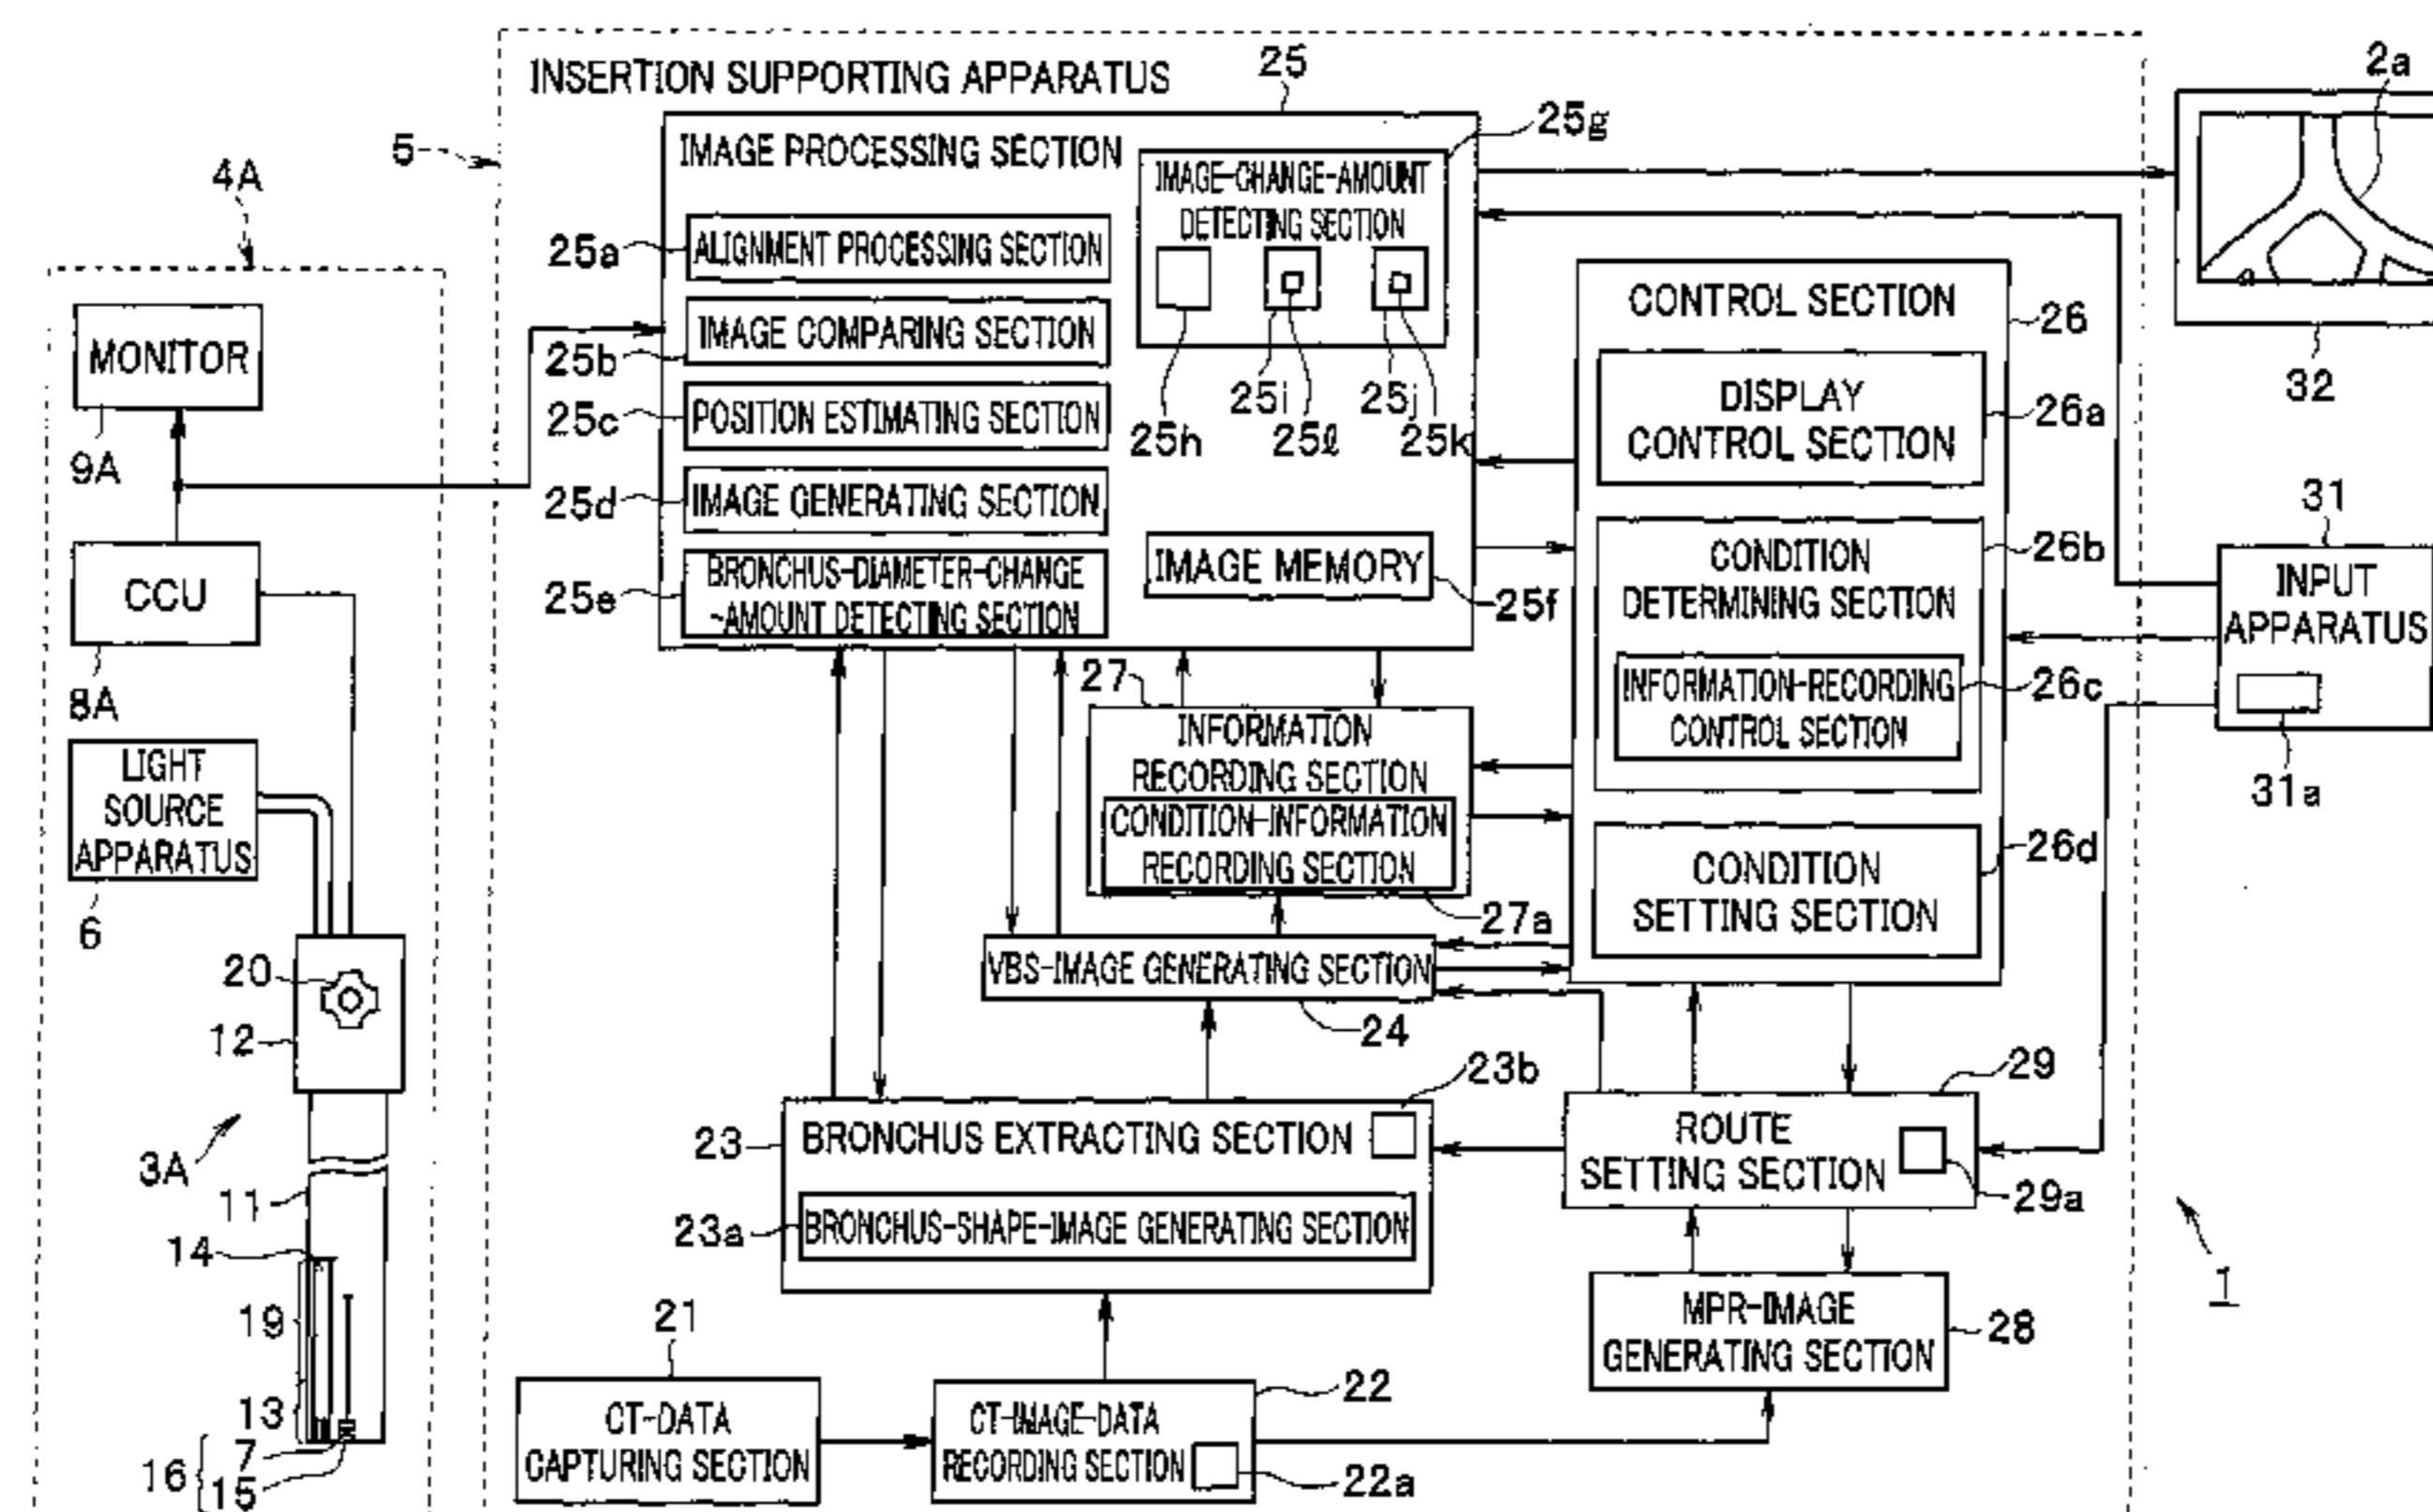 INSERTION SUPPORTING APPARATUS
25
2a
5
IMAGE PROCESSING SECTION
25g
IMAGE-CHANGE-AMOUNT
DETECTING SECTION
4A
25a
ALIGNMENT PROCESSING SECTION
CONTROL SECTION
26
MONITOR
25b
IMAGE COMPARING SECTION
32
9A
25c
POSITION ESTIMATING SECTION
25h
25i
25ℓ
25j
25k
DISPLAY
CONTROL SECTION
26a
25d
IMAGE GENERATING SECTION
31
CCU
8A
25e
BRONCHUS-DIAMETER-CHANGE
-AMOUNT DETECTING SECTION
IMAGE MEMORY
25f
CONDITION
DETERMINING SECTION
26b
INPUT
APPARATUS
31a
27
INFORMATION
RECORDING SECTION
INFORMATION-RECORDING
CONTROL SECTION
26c
LIGHT
SOURCE
APPARATUS
6
CONDITION-INFORMATION
RECORDING SECTION
27a
CONDITION
SETTING SECTION
26d
20
12
VBS-IMAGE GENERATING SECTION
24
3A
23
BRONCHUS EXTRACTING SECTION
23b
ROUTE
SETTING SECTION
29
29a
11
23a
BRONCHUS-SHAPE-IMAGE GENERATING SECTION
14
19
13
16
7
15
21
CT-DATA
CAPTURING SECTION
22
CT-IMAGE-DATA
RECORDING SECTION
22a
MPR-IMAGE
GENERATING SECTION
28
1